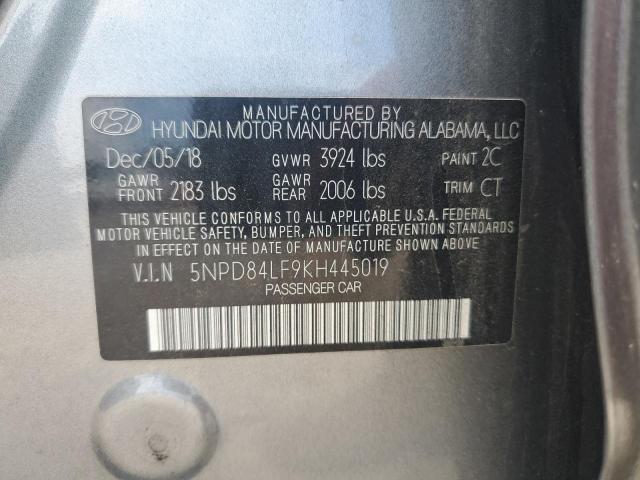 MANUFACTURED BY
HYUNDAI MOTOR MANUFACTURING ALABAMA, LLC
Dec/05/18 GVWR 3924 lbs PAINT 2C
GAWR FRONT 2183 lbs GAWR REAR 2006 lbs TRIM CT
THIS VEHICLE CONFORMS TO ALL APPLICABLE U.S.A. FEDERAL
MOTOR VEHICLE SAFETY, BUMPER, AND THEFT PREVENTION STANDARDS
IN EFFECT ON THE DATE OF MANUFACTURE SHOWN ABOVE.
V.I.N 5NPD84LF9KH445019
PASSENGER CAR